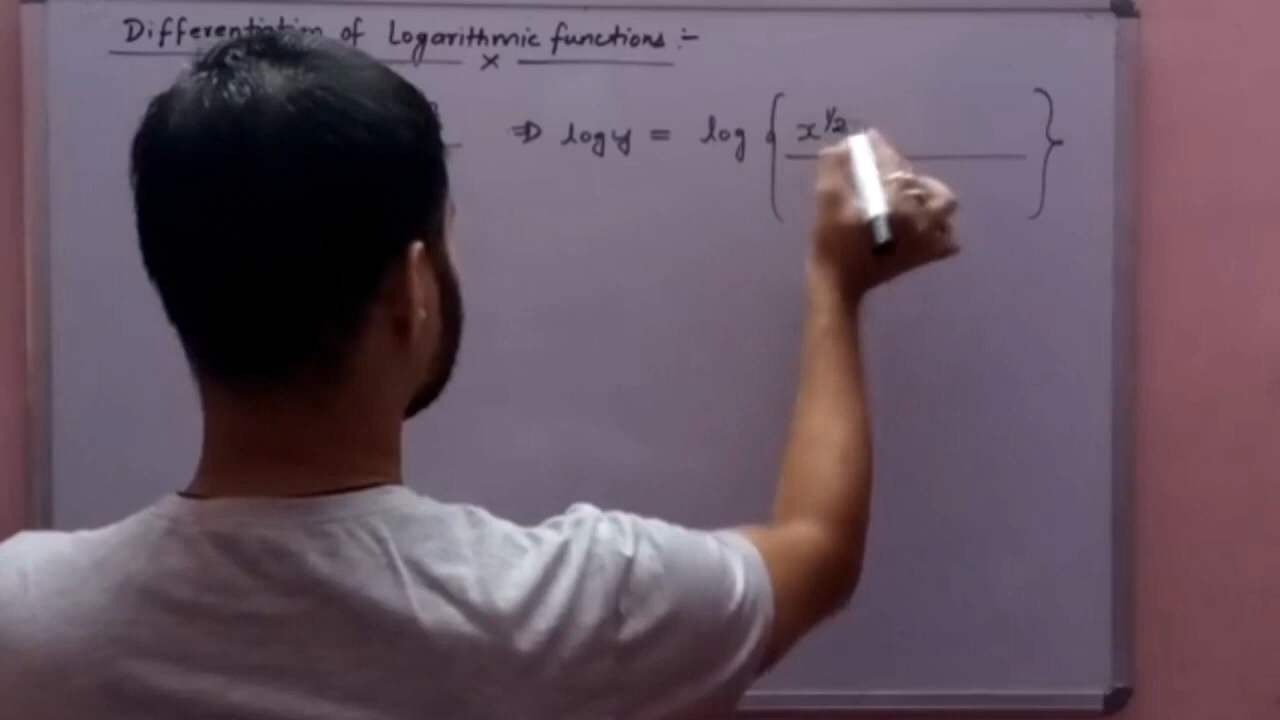 Differentiation of Logarithmic functions :-
×
⇒ log y = log { x^1/2 }